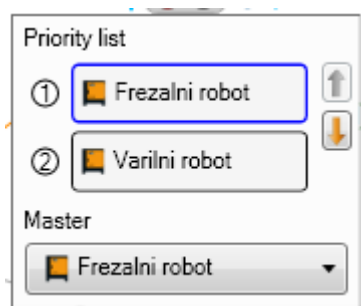 Priority list
① Frezalni robot
② Varilni robot
Master
Frezalni robot